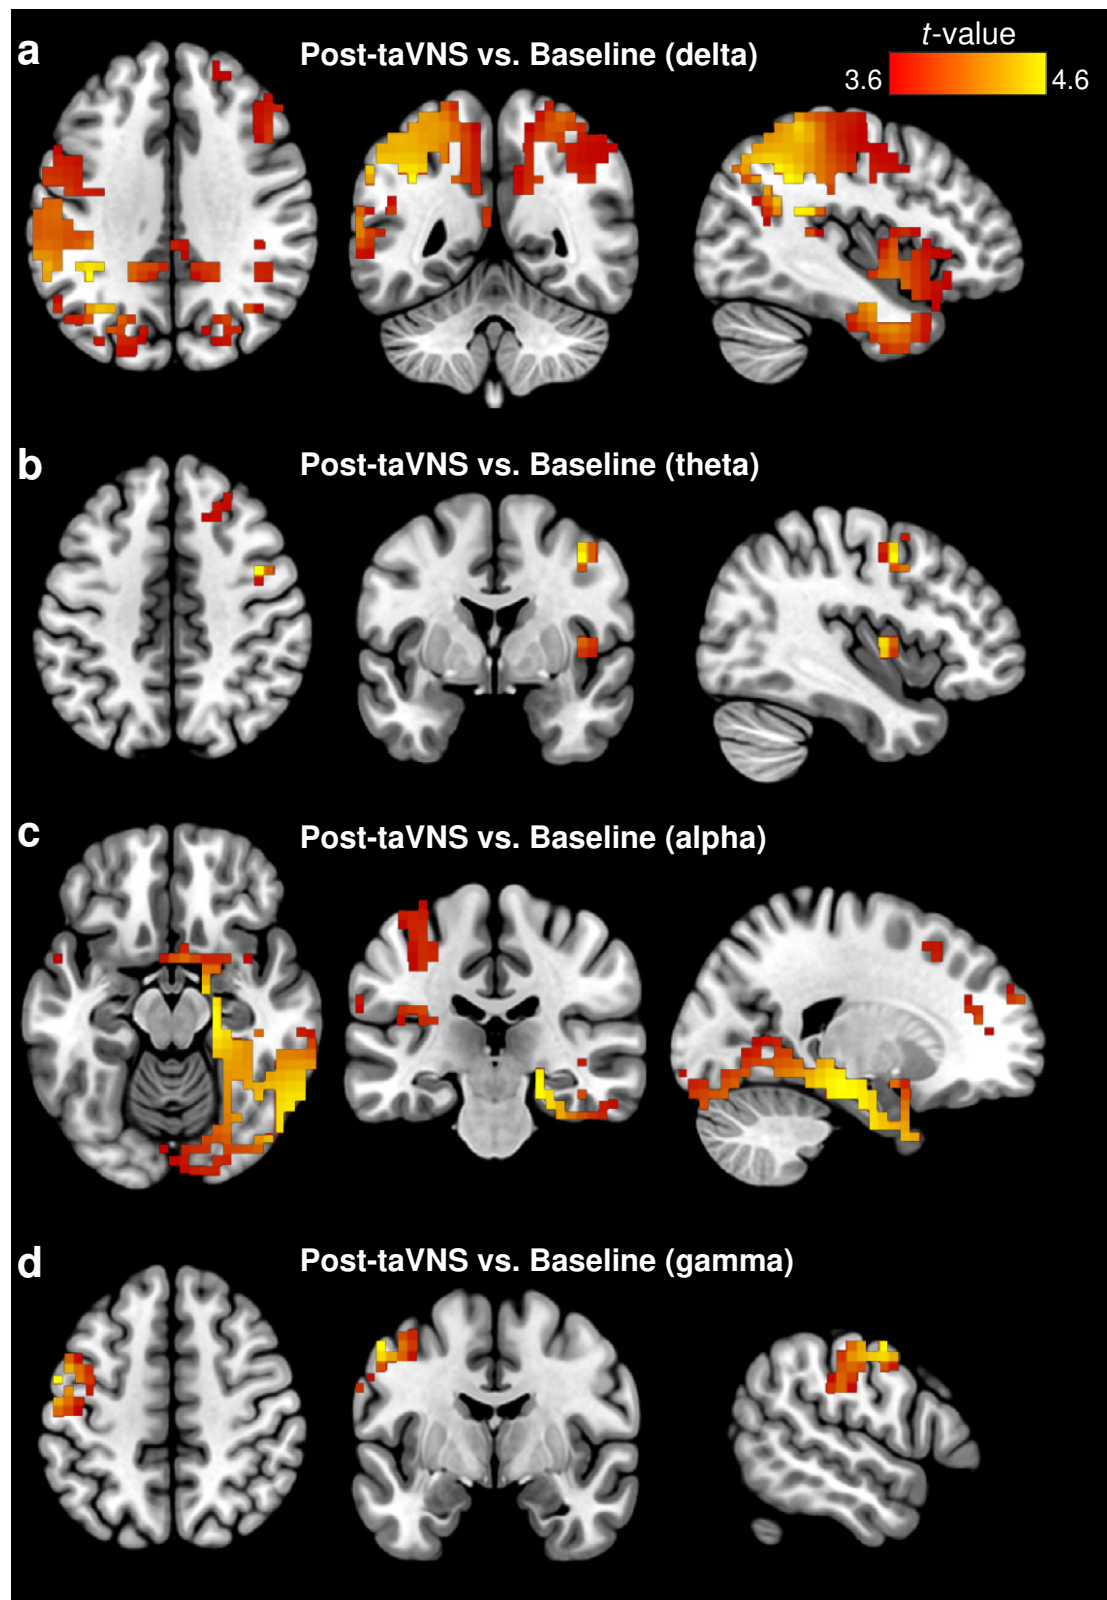 a
Post-taVNS vs. Baseline (delta)
t-value
3.6
4.6
b
Post-taVNS vs. Baseline (theta)
c
Post-taVNS vs. Baseline (alpha)
d
Post-taVNS vs. Baseline (gamma)